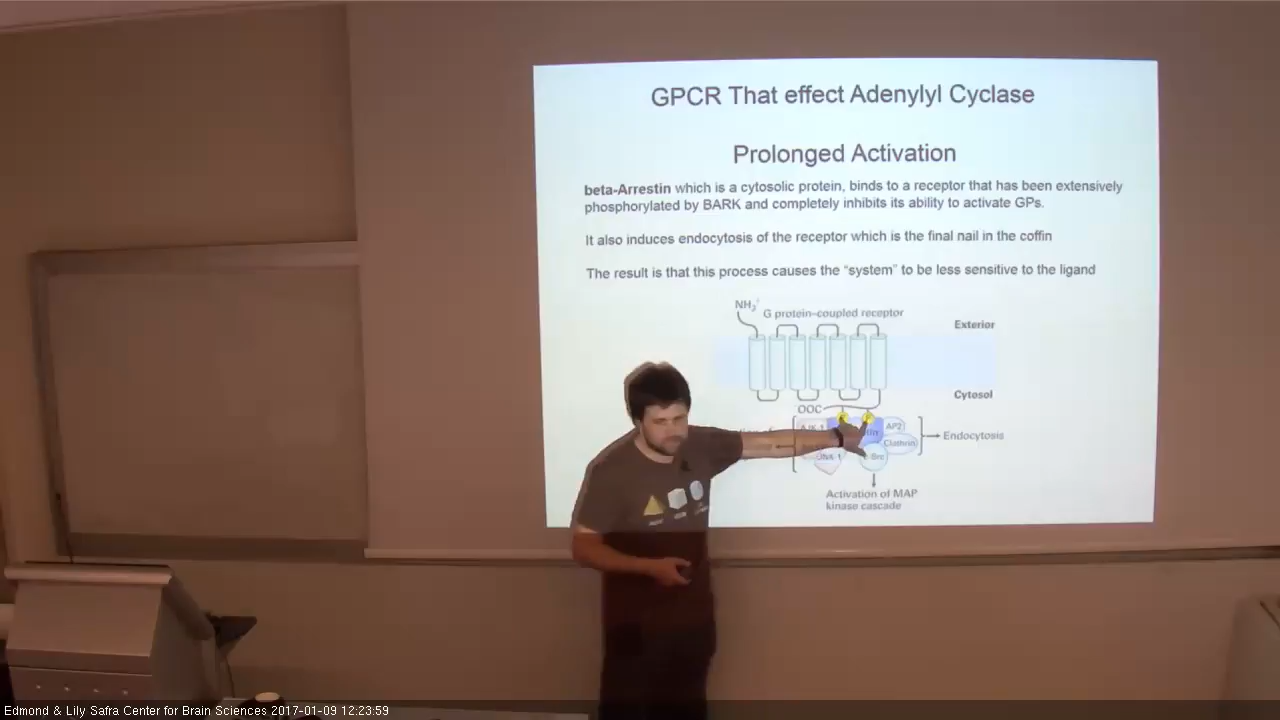 GPCR That effect Adenylyl Cyclase
Prolonged Activation
beta-Arrestin which is a cytosolic protein, binds to a receptor that has been extensively
phosphorylated by BARK and completely inhibits its ability to activate GPs.
It also induces endocytosis of the receptor which is the final nail in the coffin
The result is that this process causes the “system” to be less sensitive to the ligand
NH3+
G protein–coupled receptor
Exterior
Cytosol
OOC
AP2
Clathrin
Endocytosis
Activation of MAP
kinase cascade
Edmond & Lily Safra Center for Brain Sciences 2017-01-09 12:23:59